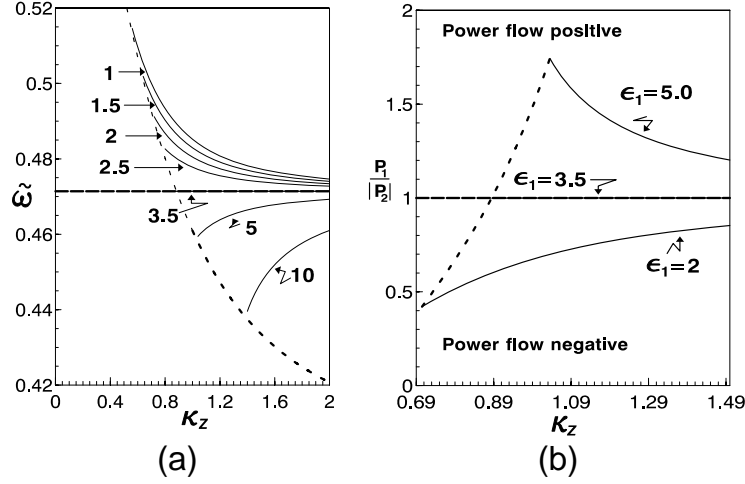 0.52
0.5
0.48
0.46
0.44
0.42
ω̃
1
1.5
2
2.5
3.5
5
10
0 0.4 0.8 1.2 1.6 2
κz
(a)
2
1.5
1
0.5
0
P1
|P2|
Power flow positive
ϵ1=5.0
ϵ1=3.5
ϵ1=2
Power flow negative
0.69 0.89 1.09 1.29 1.49
κz
(b)